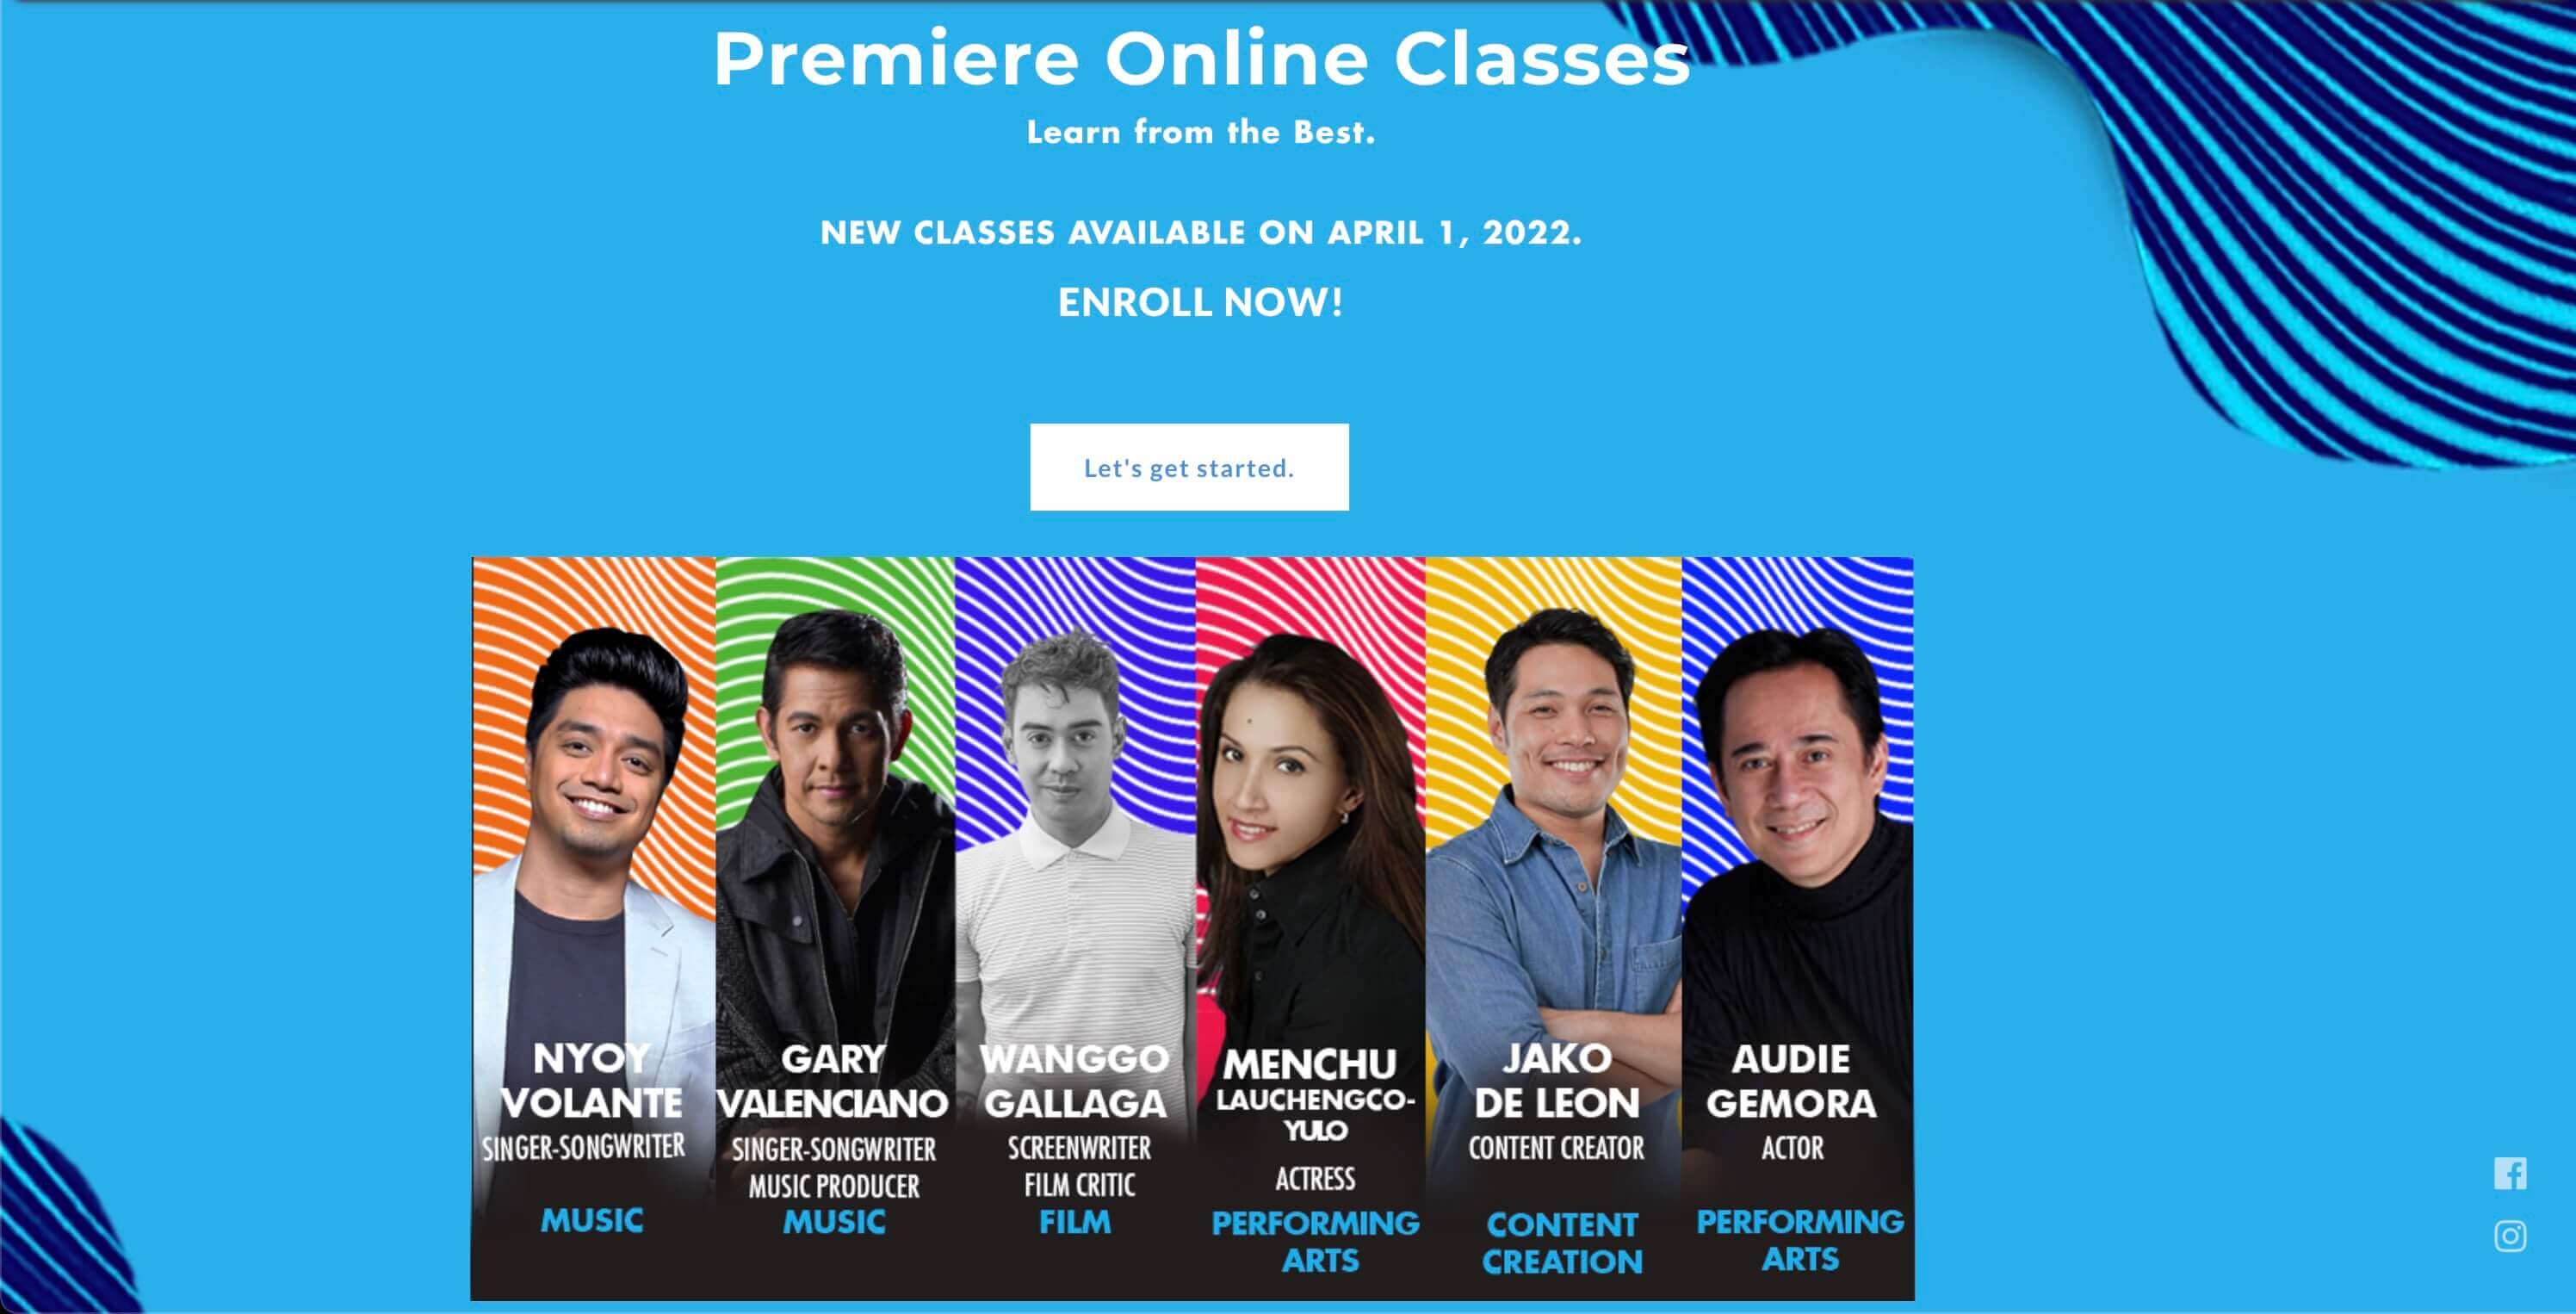 Premiere Online Classes
Learn from the Best.
NEW CLASSES AVAILABLE ON APRIL 1, 2022.
ENROLL NOW!
Let's get started.
NYOY
VOLANTE
SINGER-SONGWRITER
MUSIC
GARY
VALENCIANO
SINGER-SONGWRITER
MUSIC PRODUCER
MUSIC
WANGGO
GALLAGA
SCREENWRITER
FILM CRITIC
FILM
MENCHU
LAUCHENGCO-
YULO
ACTRESS
PERFORMING
ARTS
JAKO
DE LEON
CONTENT CREATOR
CONTENT
CREATION
AUDIE
GEMORA
ACTOR
PERFORMING
ARTS